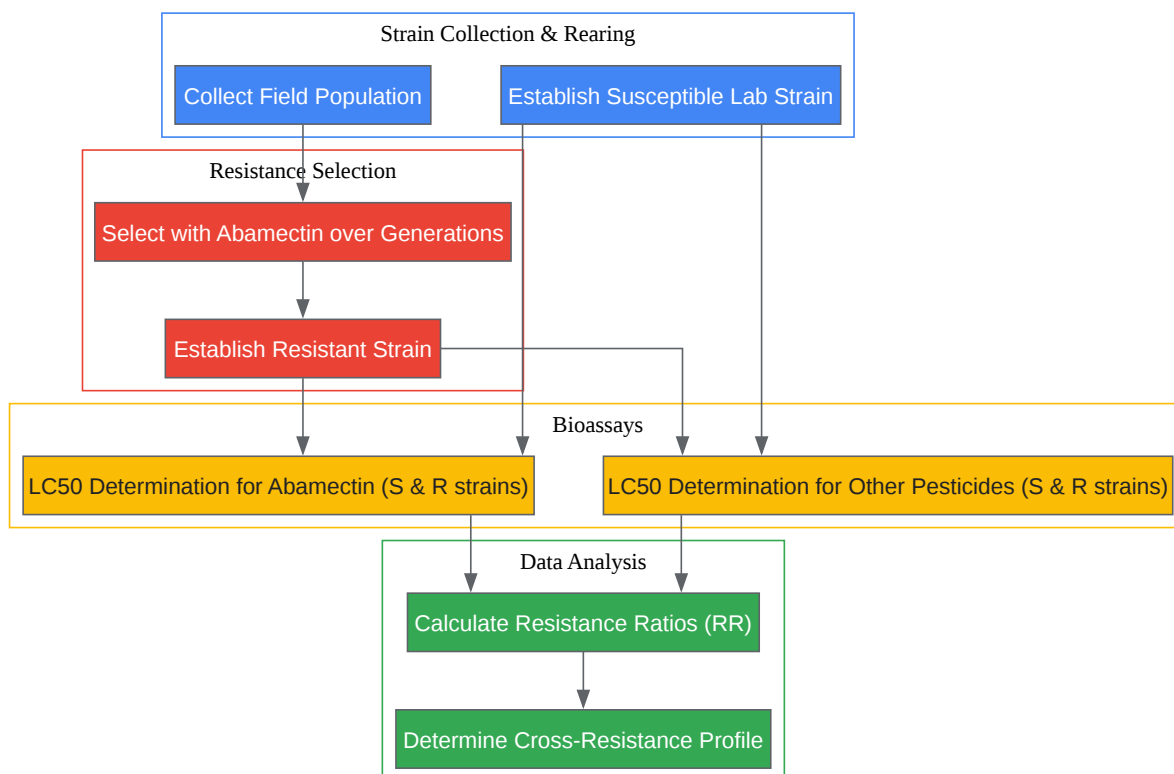 Strain Collection & Rearing
Collect Field Population
Establish Susceptible Lab Strain
Resistance Selection
Select with Abamectin over Generations
Establish Resistant Strain
Bioassays
LC50 Determination for Abamectin (S & R strains)
LC50 Determination for Other Pesticides (S & R strains)
Data Analysis
Calculate Resistance Ratios (RR)
Determine Cross-Resistance Profile